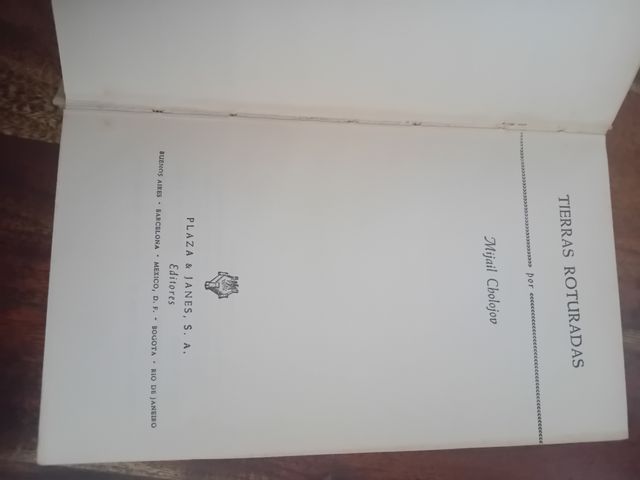 TIERRAS ROTURADAS
por
Mijail Cholojov
PLAZA & JANES, S. A.
Editores
BUENOS AIRES · BARCELONA · MEXICO, D. F. · BOGOTA · RIO DE JANEIRO